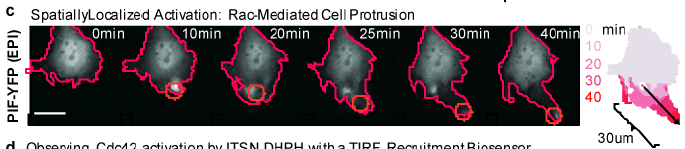 c SpatiallyLocalized Activation: Rac-Mediated Cell Protrusion
PIF-YFP (EPI)
0min 10min 20min 25min 30min 40min
0 min
10
20
30
40
30um
d Observing Cdc42 activation by ITSN DHPH with a TIRF Recruitment Biosensor